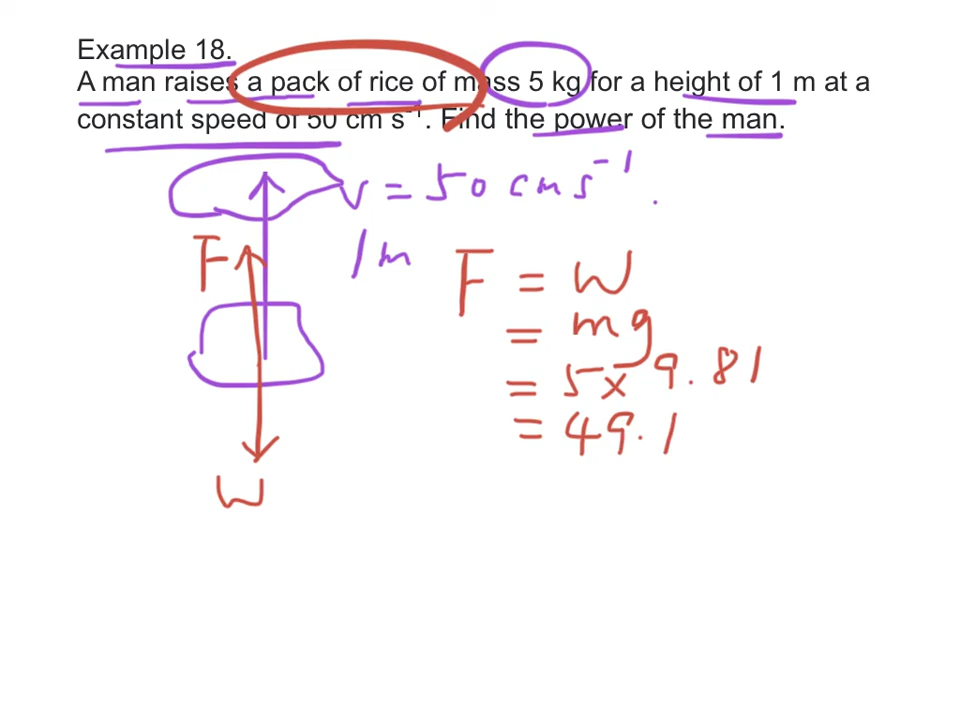 Example 18.
A man raises a pack of rice of mass 5 kg for a height of 1 m at a
constant speed of 50 cm s⁻¹. Find the power of the man.
v = 50 cm s⁻¹.
1m
F
F = W
= mg
= 5 x 9.81
= 49.1
W